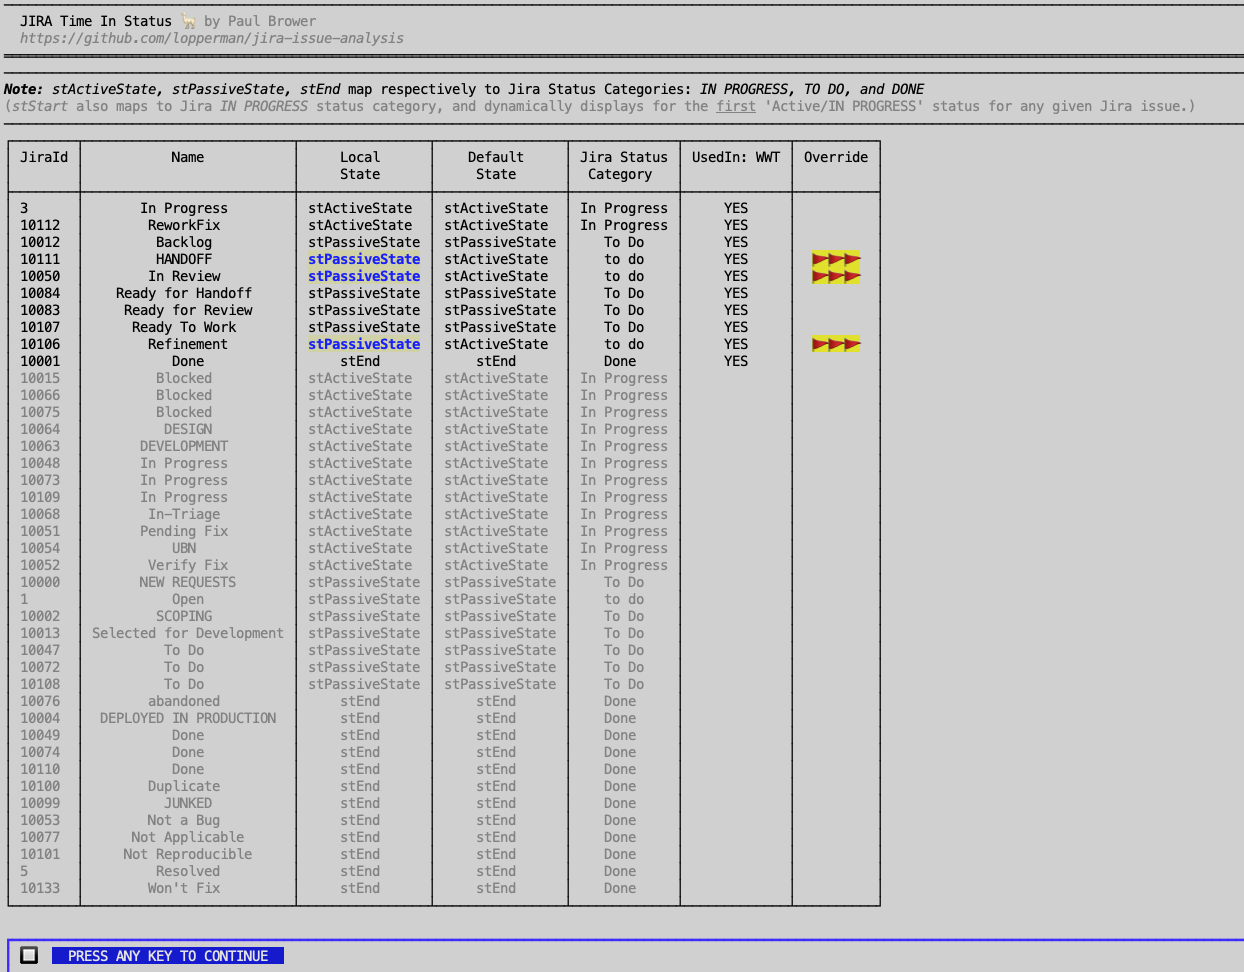 JIRA Time In Status 🦙 by Paul Brower
https://github.com/lopperman/jira-issue-analysis
Note: stActiveState, stPassiveState, stEnd map respectively to Jira Status Categories: IN PROGRESS, TO DO, and DONE
(stStart also maps to Jira IN PROGRESS status category, and dynamically displays for the first 'Active/IN PROGRESS' status for any given Jira issue.)
JiraId Name Local State Default State Jira Status Category UsedIn: WWT Override
3 In Progress stActiveState stActiveState In Progress YES
10112 ReworkFix stActiveState stActiveState In Progress YES
10012 Backlog stPassiveState stPassiveState To Do YES
10111 HANDOFF stPassiveState stActiveState to do YES
10050 In Review stPassiveState stActiveState to do YES
10084 Ready for Handoff stPassiveState stPassiveState To Do YES
10083 Ready for Review stPassiveState stPassiveState To Do YES
10107 Ready To Work stPassiveState stPassiveState To Do YES
10106 Refinement stPassiveState stActiveState to do YES
10001 Done stEnd stEnd Done YES
10015 Blocked stActiveState stActiveState In Progress
10066 Blocked stActiveState stActiveState In Progress
10075 Blocked stActiveState stActiveState In Progress
10064 DESIGN stActiveState stActiveState In Progress
10063 DEVELOPMENT stActiveState stActiveState In Progress
10048 In Progress stActiveState stActiveState In Progress
10073 In Progress stActiveState stActiveState In Progress
10109 In Progress stActiveState stActiveState In Progress
10068 In-Triage stActiveState stActiveState In Progress
10051 Pending Fix stActiveState stActiveState In Progress
10054 UBN stActiveState stActiveState In Progress
10052 Verify Fix stActiveState stActiveState In Progress
10000 NEW REQUESTS stPassiveState stPassiveState To Do
1 Open stPassiveState stPassiveState to do
10002 SCOPING stPassiveState stPassiveState To Do
10013 Selected for Development stPassiveState stPassiveState To Do
10047 To Do stPassiveState stPassiveState To Do
10072 To Do stPassiveState stPassiveState To Do
10108 To Do stPassiveState stPassiveState To Do
10076 abandoned stEnd stEnd Done
10004 DEPLOYED IN PRODUCTION stEnd stEnd Done
10049 Done stEnd stEnd Done
10074 Done stEnd stEnd Done
10110 Done stEnd stEnd Done
10100 Duplicate stEnd stEnd Done
10099 JUNKED stEnd stEnd Done
10053 Not a Bug stEnd stEnd Done
10077 Not Applicable stEnd stEnd Done
10101 Not Reproducible stEnd stEnd Done
5 Resolved stEnd stEnd Done
10133 Won't Fix stEnd stEnd Done
PRESS ANY KEY TO CONTINUE